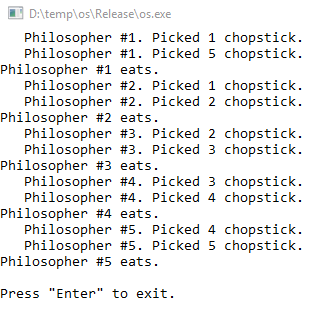 D:\temp\os\Release\os.exe
Philosopher #1. Picked 1 chopstick.
Philosopher #1. Picked 5 chopstick.
Philosopher #1 eats.
Philosopher #2. Picked 1 chopstick.
Philosopher #2. Picked 2 chopstick.
Philosopher #2 eats.
Philosopher #3. Picked 2 chopstick.
Philosopher #3. Picked 3 chopstick.
Philosopher #3 eats.
Philosopher #4. Picked 3 chopstick.
Philosopher #4. Picked 4 chopstick.
Philosopher #4 eats.
Philosopher #5. Picked 4 chopstick.
Philosopher #5. Picked 5 chopstick.
Philosopher #5 eats.
Press "Enter" to exit.